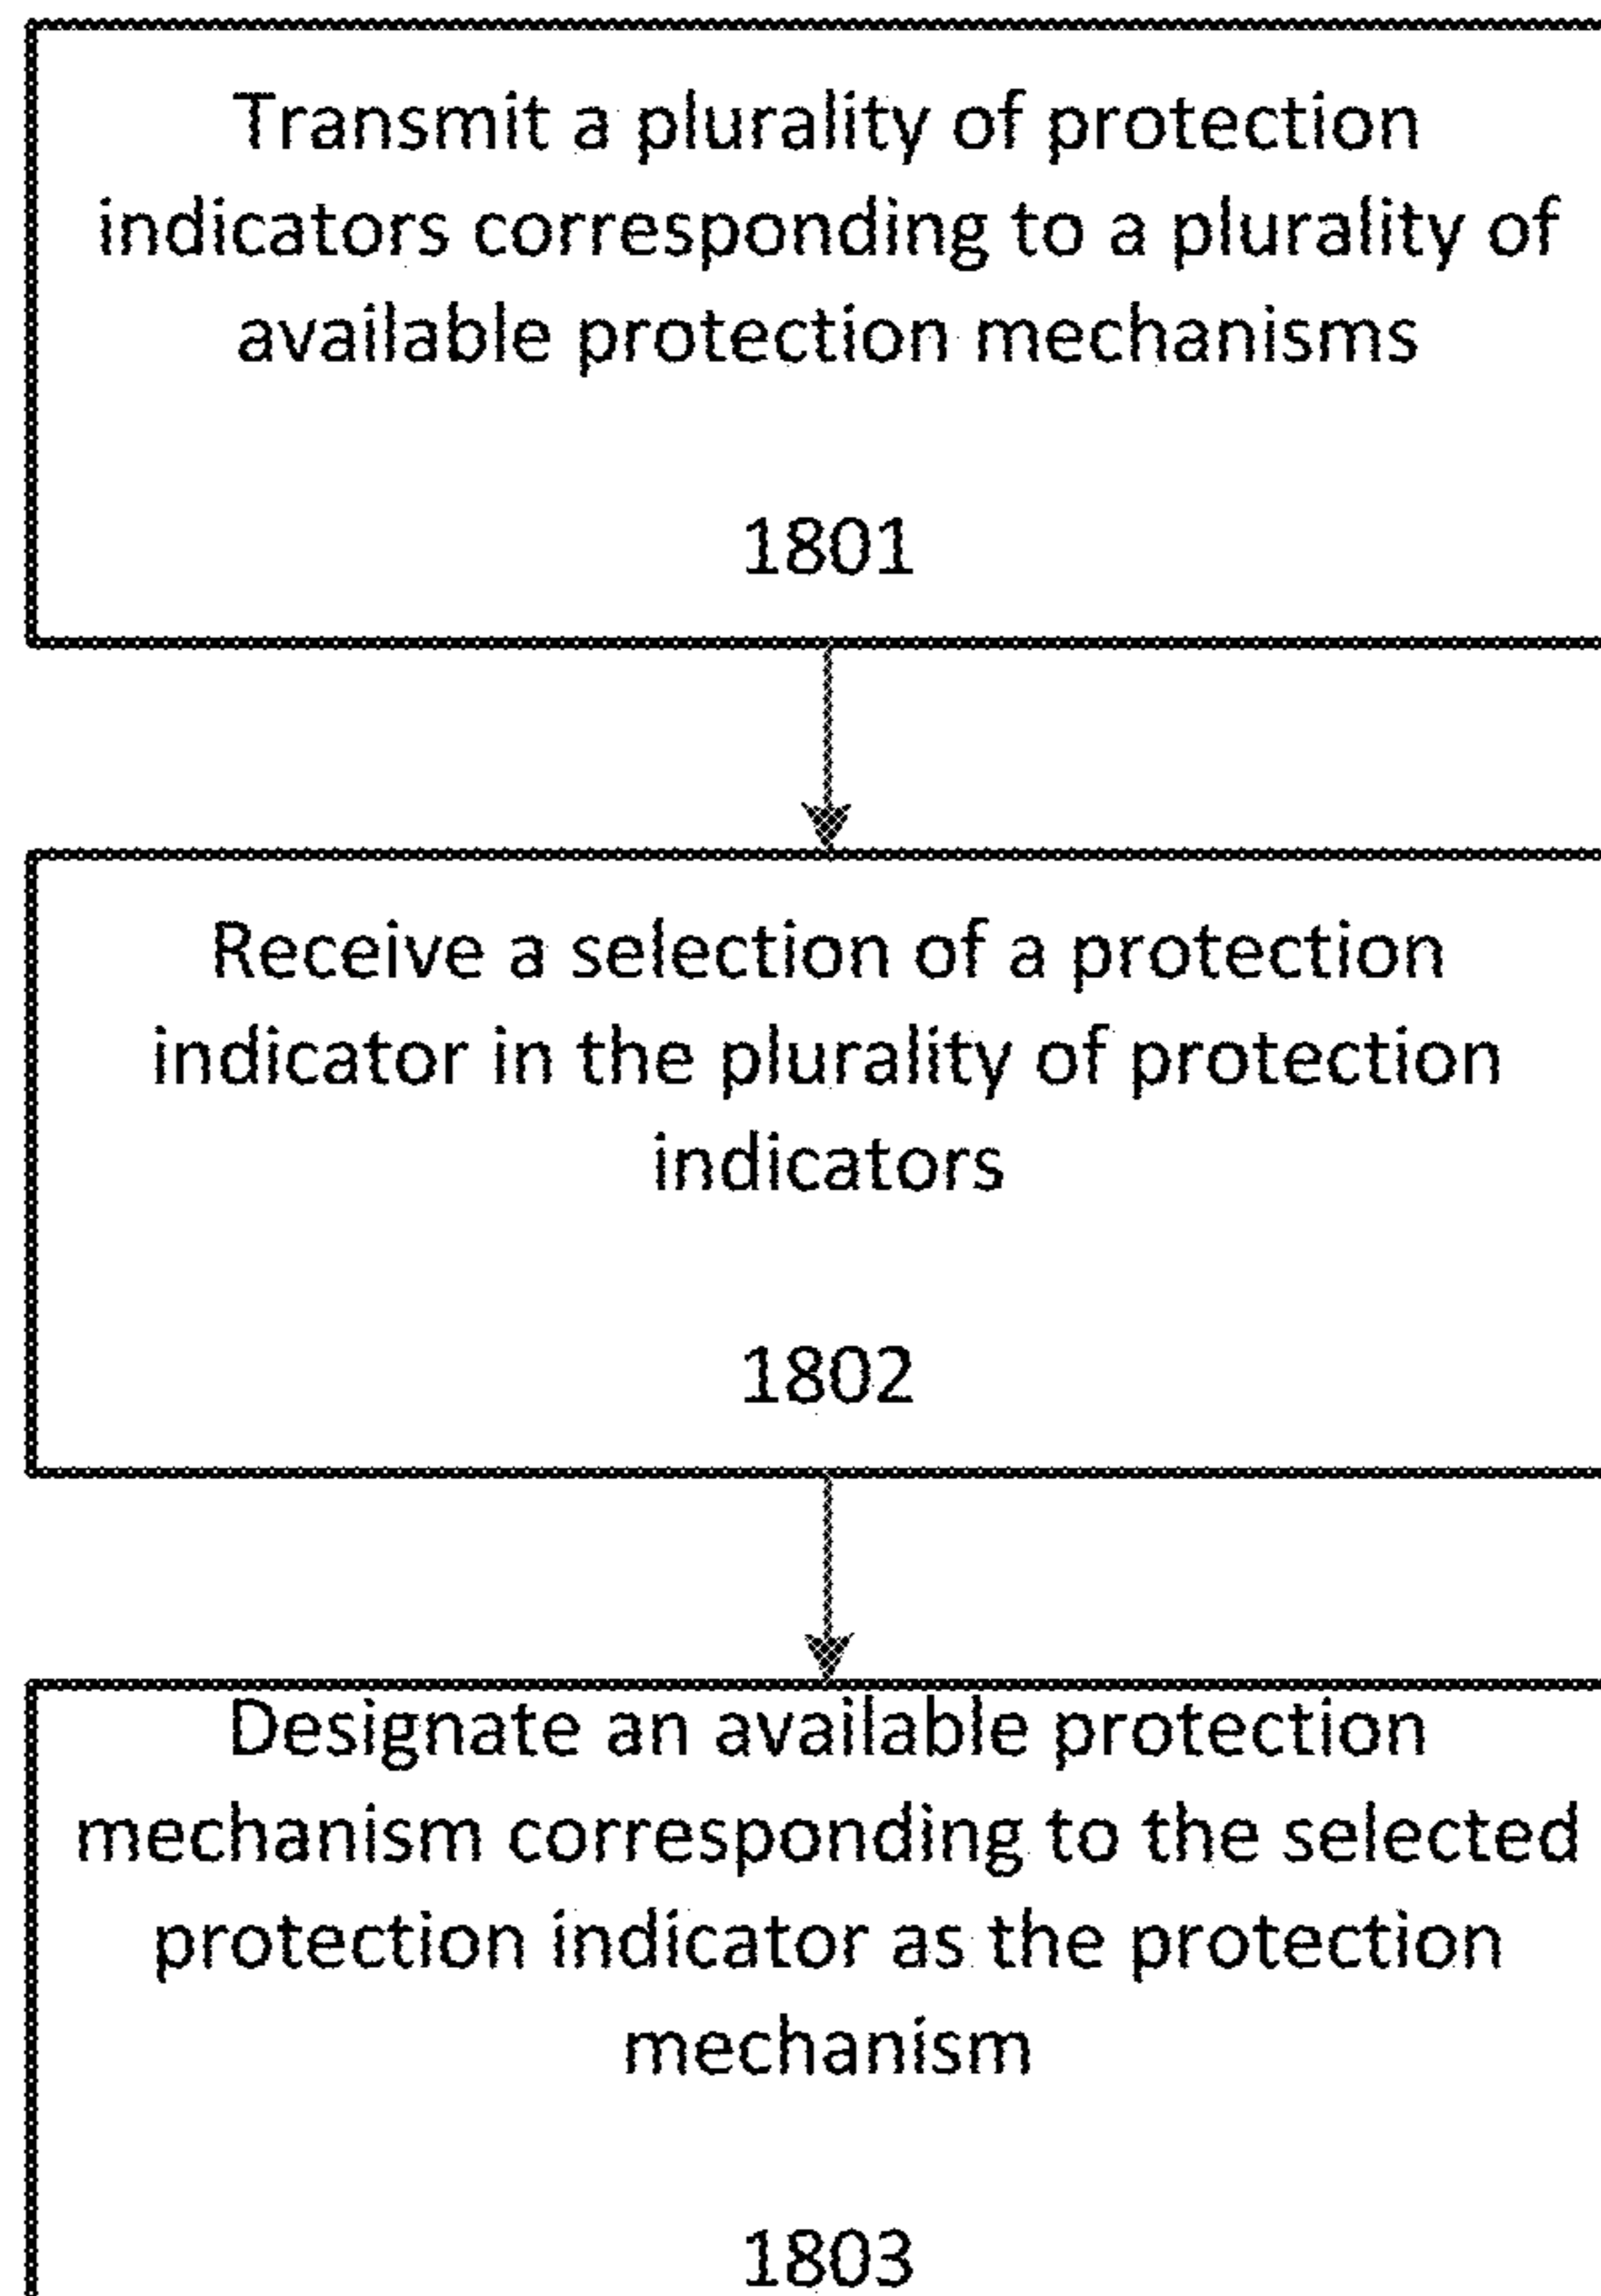 Transmit a plurality of protection
indicators corresponding to a plurality of
available protection mechanisms
1801
Receive a selection of a protection
indicator in the plurality of protection
indicators
1802
Designate an available protection
mechanism corresponding to the selected
protection indicator as the protection
mechanism
1803